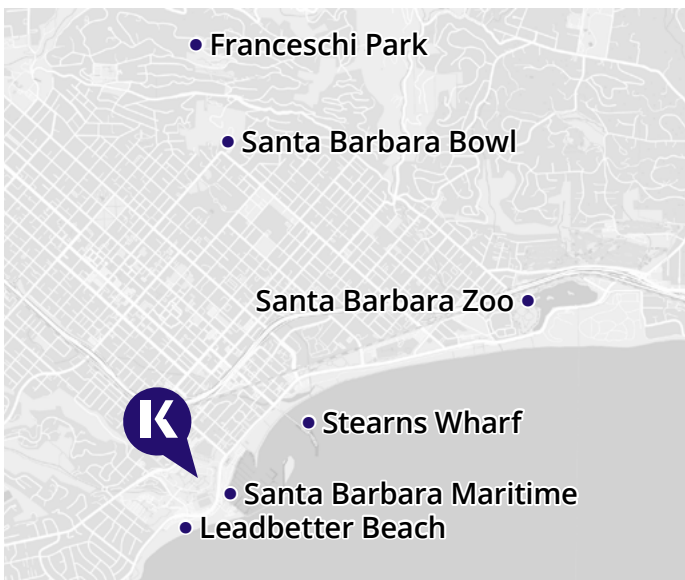 Franceschi Park
Santa Barbara Bowl
Santa Barbara Zoo
K
Stearns Wharf
Santa Barbara Maritime
Leadbetter Beach